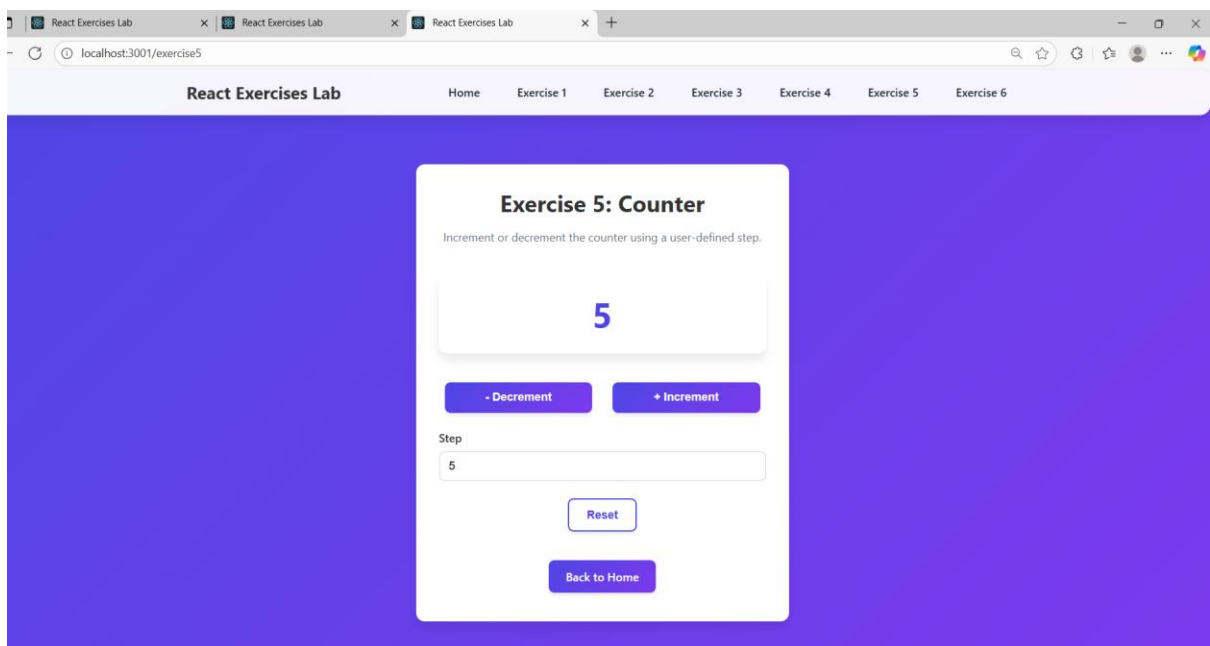 React Exercises Lab React Exercises Lab React Exercises Lab
localhost:3001/exercise5
React Exercises Lab Home Exercise 1 Exercise 2 Exercise 3 Exercise 4 Exercise 5 Exercise 6
Exercise 5: Counter
Increment or decrement the counter using a user-defined step.
5
- Decrement + Increment
Step
5
Reset
Back to Home